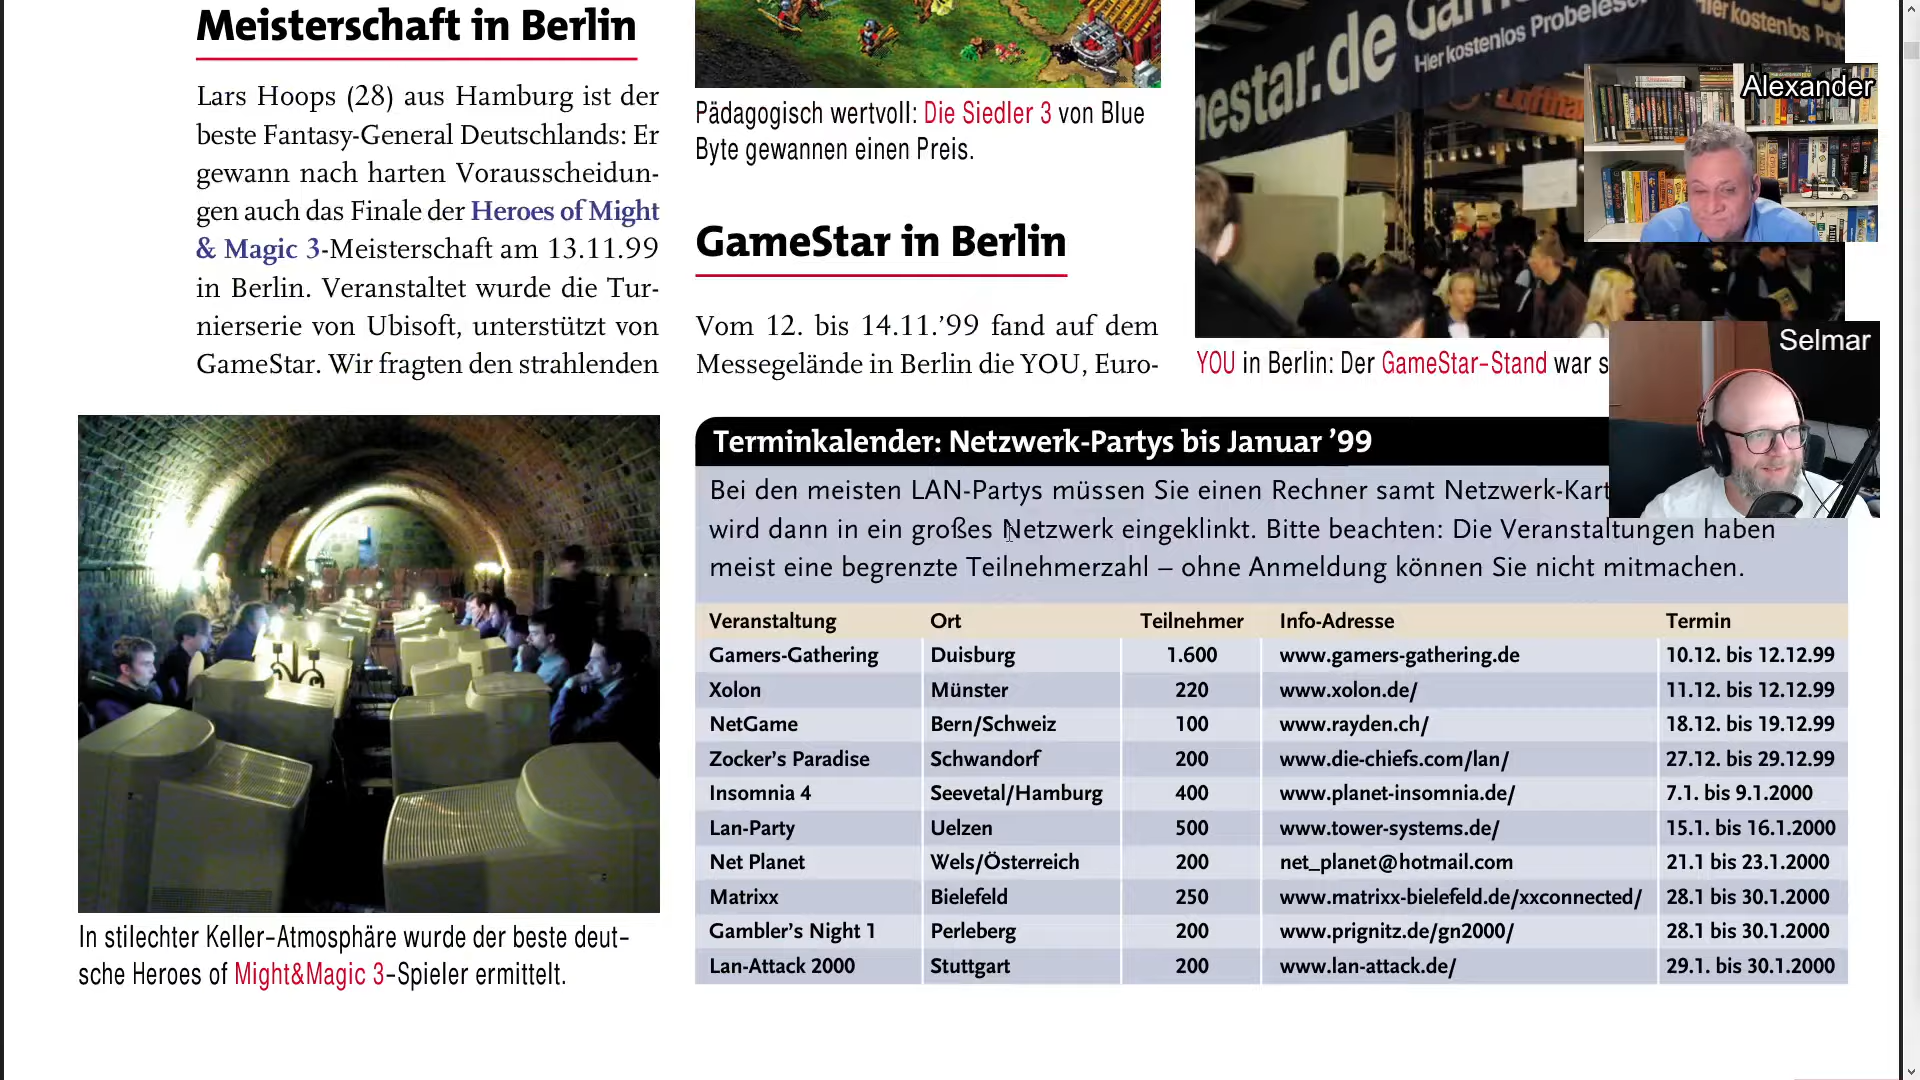 Meisterschaft in Berlin
Lars Hoops (28) aus Hamburg ist der
beste Fantasy-General Deutschlands: Er
gewann nach harten Vorausscheidun-
gen auch das Finale der Heroes of Might
& Magic 3-Meisterschaft am 13.11.99
in Berlin. Veranstaltet wurde die Tur-
nierserie von Ubisoft, unterstützt von
GameStar. Wir fragten den strahlenden
In stilechter Keller-Atmosphäre wurde der beste deut-
sche Heroes of Might&Magic 3-Spieler ermittelt.
Pädagogisch wertvoll: Die Siedler 3 von Blue
Byte gewannen einen Preis.
GameStar in Berlin
Vom 12. bis 14.11.’99 fand auf dem
Messegelände in Berlin die YOU, Euro-
nestar.de
Hier kostenlos
Hier kostenlos
Alexander
Selmar
YOU in Berlin: Der GameStar-Stand war s
Terminkalender: Netzwerk-Partys bis Januar ’99
Bei den meisten LAN-Partys müssen Sie einen Rechner samt Netzwerk-Kart
wird dann in ein großes Netzwerk eingeklinkt. Bitte beachten: Die Veranstaltungen haben
meist eine begrenzte Teilnehmerzahl – ohne Anmeldung können Sie nicht mitmachen.
Veranstaltung Ort Teilnehmer Info-Adresse Termin
Gamers-Gathering Duisburg 1.600 www.gamers-gathering.de 10.12. bis 12.12.99
Xolon Münster 220 www.xolon.de/ 11.12. bis 12.12.99
NetGame Bern/Schweiz 100 www.rayden.ch/ 18.12. bis 19.12.99
Zocker’s Paradise Schwandorf 200 www.die-chiefs.com/lan/ 27.12. bis 29.12.99
Insomnia 4 Seevetal/Hamburg 400 www.planet-insomnia.de/ 7.1. bis 9.1.2000
Lan-Party Uelzen 500 www.tower-systems.de/ 15.1. bis 16.1.2000
Net Planet Wels/Österreich 200 net_planet@hotmail.com 21.1 bis 23.1.2000
Matrixx Bielefeld 250 www.matrixx-bielefeld.de/xxconnected/ 28.1 bis 30.1.2000
Gambler’s Night 1 Perleberg 200 www.prignitz.de/gn2000/ 28.1 bis 30.1.2000
Lan-Attack 2000 Stuttgart 200 www.lan-attack.de/ 29.1. bis 30.1.2000